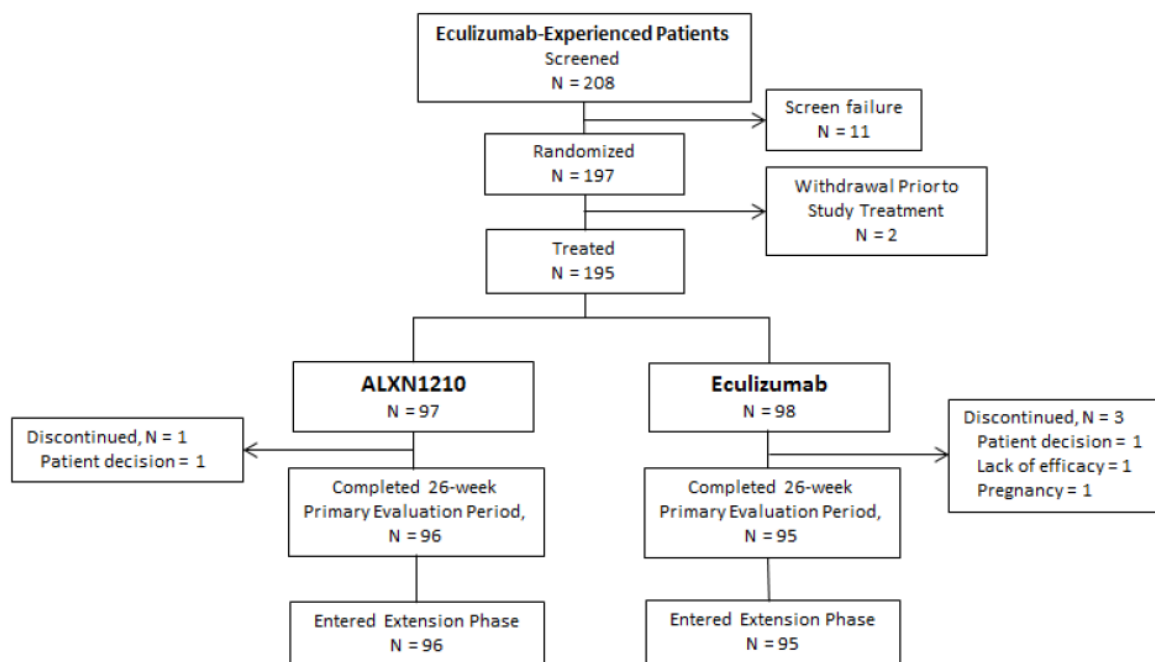 Eculizumab-Experienced Patients
Screened
N = 208
Screen failure
N = 11
Randomized
N = 197
Withdrawal Prior to
Study Treatment
N = 2
Treated
N = 195
ALXN1210
N = 97
Eculizumab
N = 98
Discontinued, N = 1
Patient decision = 1
Discontinued, N = 3
Patient decision = 1
Lack of efficacy = 1
Pregnancy = 1
Completed 26-week
Primary Evaluation Period,
N = 96
Completed 26-week
Primary Evaluation Period,
N = 95
Entered Extension Phase
N = 96
Entered Extension Phase
N = 95